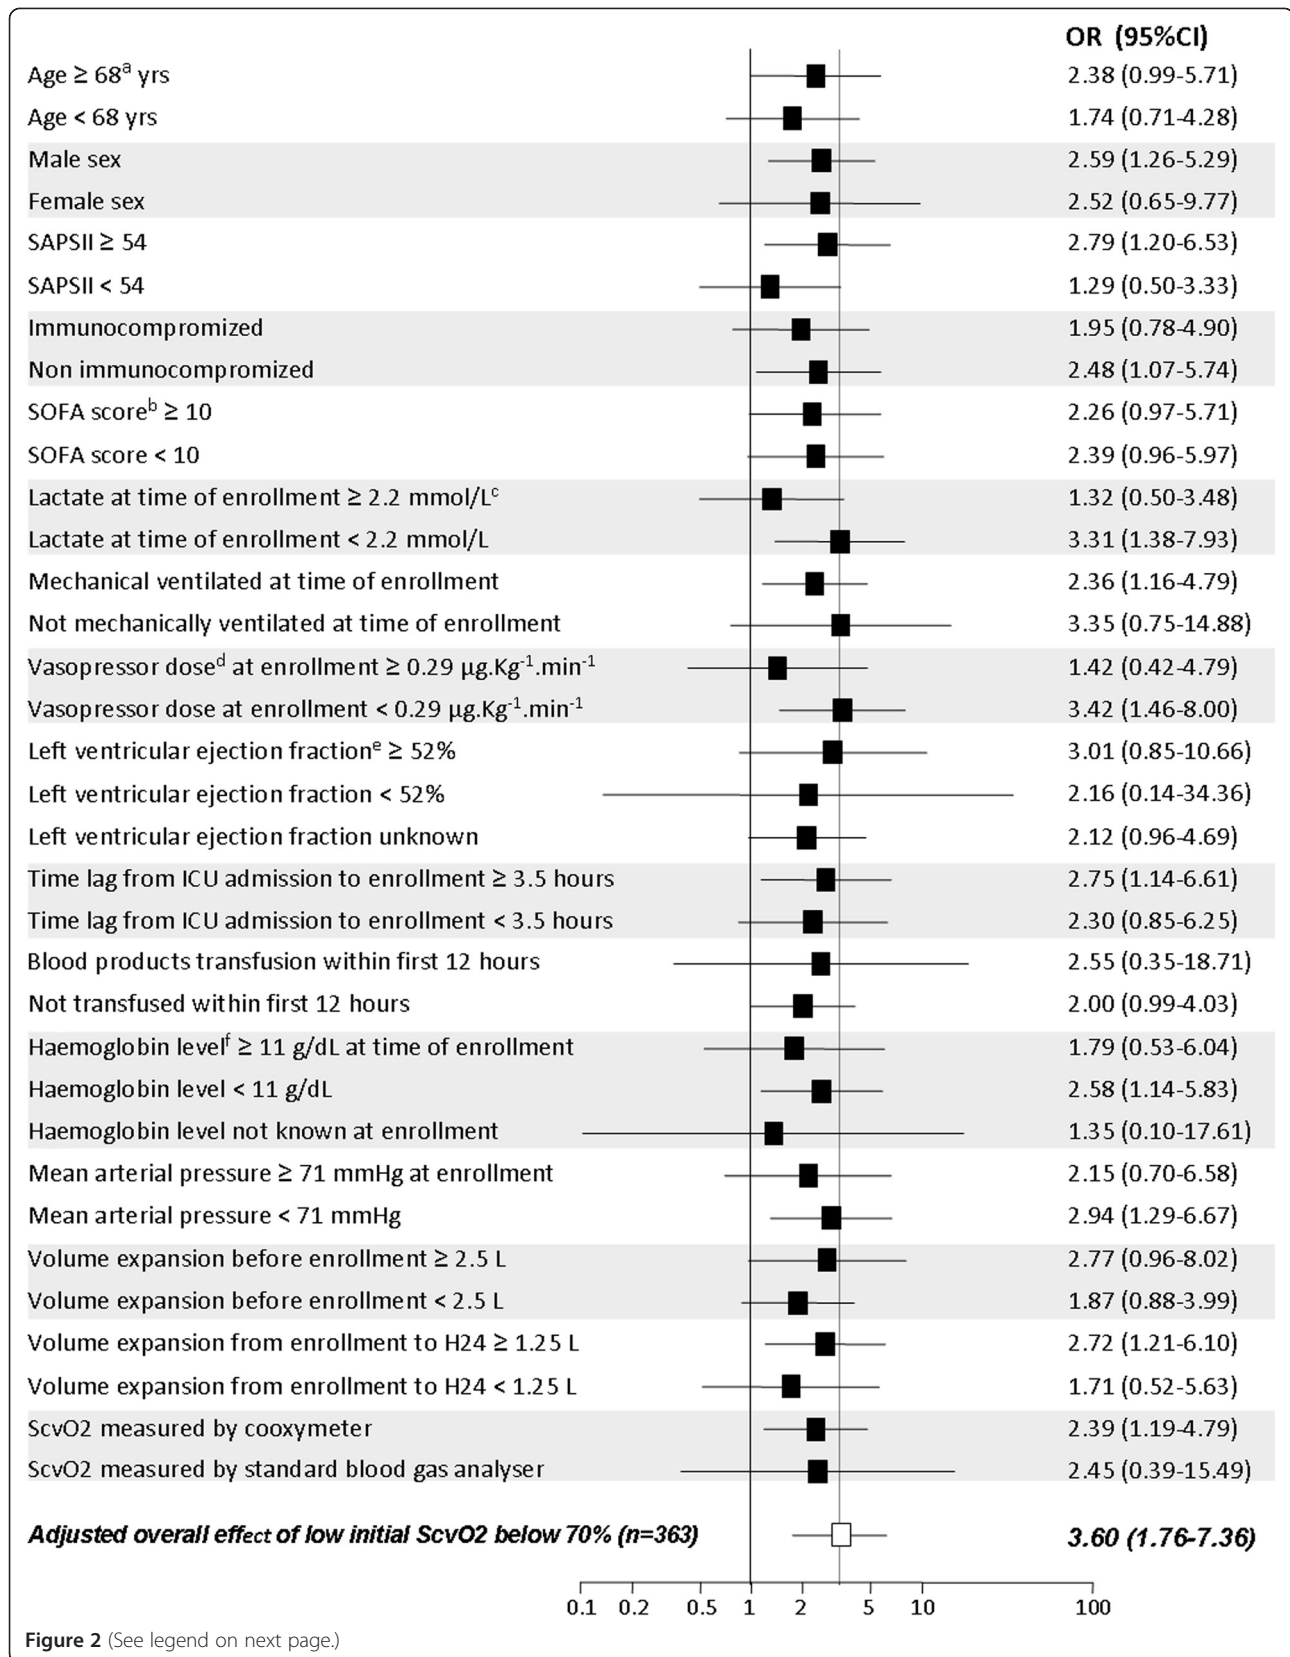 OR (95%CI)
Age ≥ 68ᵃ yrs 2.38 (0.99-5.71)
Age < 68 yrs 1.74 (0.71-4.28)
Male sex 2.59 (1.26-5.29)
Female sex 2.52 (0.65-9.77)
SAPSII ≥ 54 2.79 (1.20-6.53)
SAPSII < 54 1.29 (0.50-3.33)
Immunocompromized 1.95 (0.78-4.90)
Non immunocompromized 2.48 (1.07-5.74)
SOFA scoreᵇ ≥ 10 2.26 (0.97-5.71)
SOFA score < 10 2.39 (0.96-5.97)
Lactate at time of enrollment ≥ 2.2 mmol/Lᶜ 1.32 (0.50-3.48)
Lactate at time of enrollment < 2.2 mmol/L 3.31 (1.38-7.93)
Mechanical ventilated at time of enrollment 2.36 (1.16-4.79)
Not mechanically ventilated at time of enrollment 3.35 (0.75-14.88)
Vasopressor doseᵈ at enrollment ≥ 0.29 µg.Kg⁻¹.min⁻¹ 1.42 (0.42-4.79)
Vasopressor dose at enrollment < 0.29 µg.Kg⁻¹.min⁻¹ 3.42 (1.46-8.00)
Left ventricular ejection fractionᵉ ≥ 52% 3.01 (0.85-10.66)
Left ventricular ejection fraction < 52% 2.16 (0.14-34.36)
Left ventricular ejection fraction unknown 2.12 (0.96-4.69)
Time lag from ICU admission to enrollment ≥ 3.5 hours 2.75 (1.14-6.61)
Time lag from ICU admission to enrollment < 3.5 hours 2.30 (0.85-6.25)
Blood products transfusion within first 12 hours 2.55 (0.35-18.71)
Not transfused within first 12 hours 2.00 (0.99-4.03)
Haemoglobin levelᶠ ≥ 11 g/dL at time of enrollment 1.79 (0.53-6.04)
Haemoglobin level < 11 g/dL 2.58 (1.14-5.83)
Haemoglobin level not known at enrollment 1.35 (0.10-17.61)
Mean arterial pressure ≥ 71 mmHg at enrollment 2.15 (0.70-6.58)
Mean arterial pressure < 71 mmHg 2.94 (1.29-6.67)
Volume expansion before enrollment ≥ 2.5 L 2.77 (0.96-8.02)
Volume expansion before enrollment < 2.5 L 1.87 (0.88-3.99)
Volume expansion from enrollment to H24 ≥ 1.25 L 2.72 (1.21-6.10)
Volume expansion from enrollment to H24 < 1.25 L 1.71 (0.52-5.63)
ScvO2 measured by cooxymeter 2.39 (1.19-4.79)
ScvO2 measured by standard blood gas analyser 2.45 (0.39-15.49)
Adjusted overall effect of low initial ScvO2 below 70% (n=363) 3.60 (1.76-7.36)
0.1 0.2 0.5 1 2 5 10 100
Figure 2 (See legend on next page.)